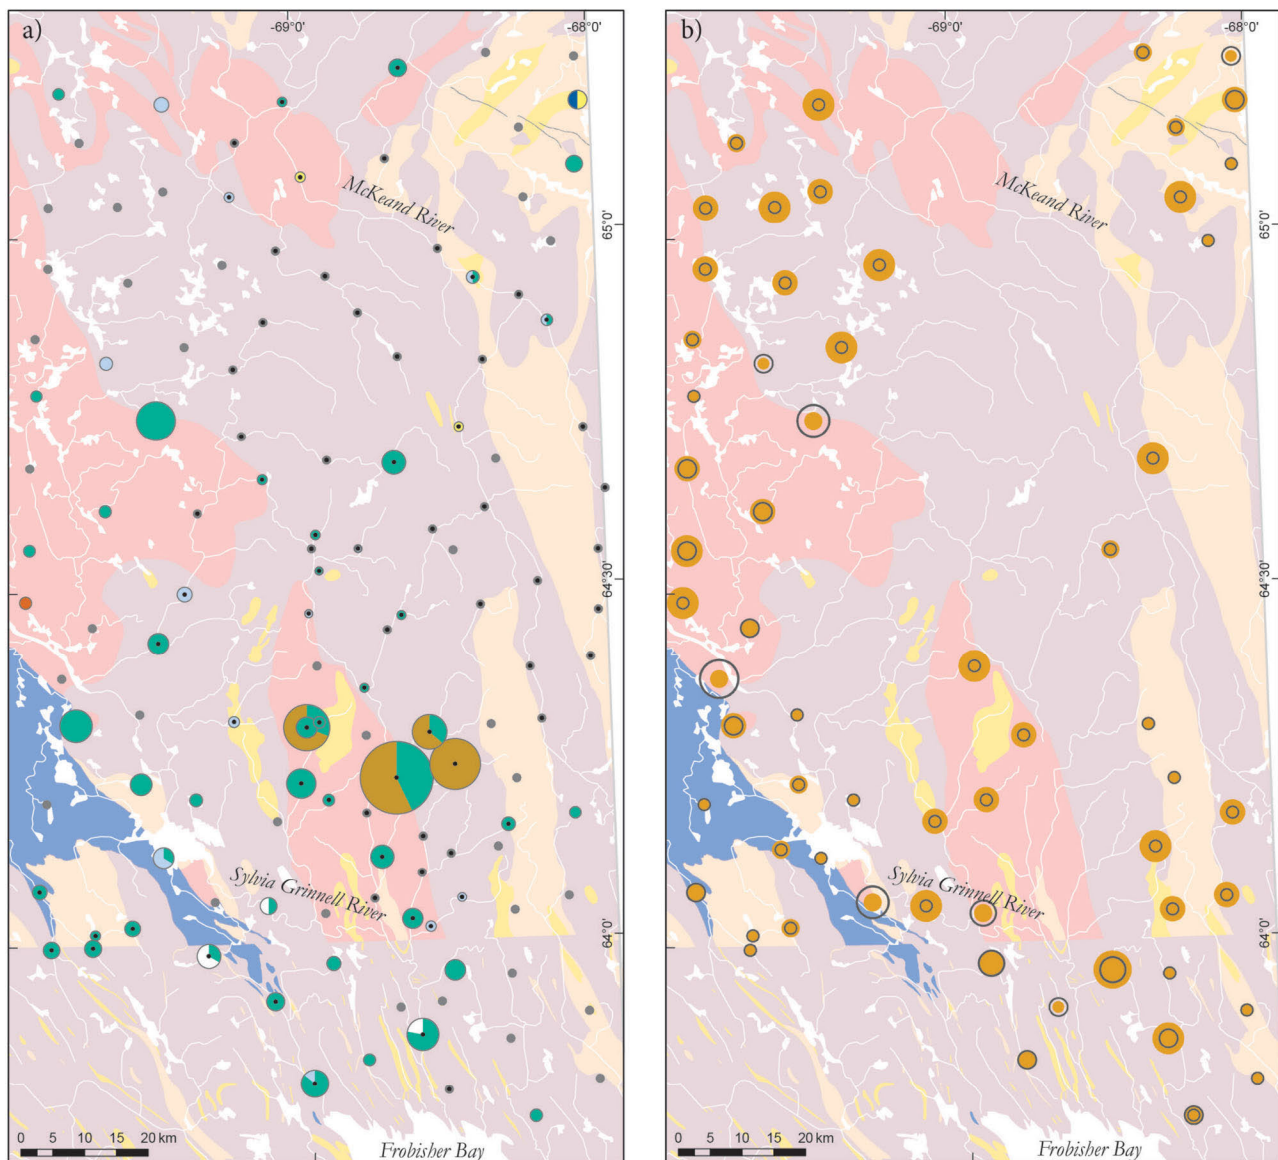 a)
-69°0'
-68°0'
McKeand River
65°0'
64°30'
Sylvia Grinnell River
64°0'
0 5 10 15 20 km
Frobisher Bay
b)
-69°0'
-68°0'
McKeand River
65°0'
64°30'
Sylvia Grinnell River
64°0'
0 5 10 15 20 km
Frobisher Bay